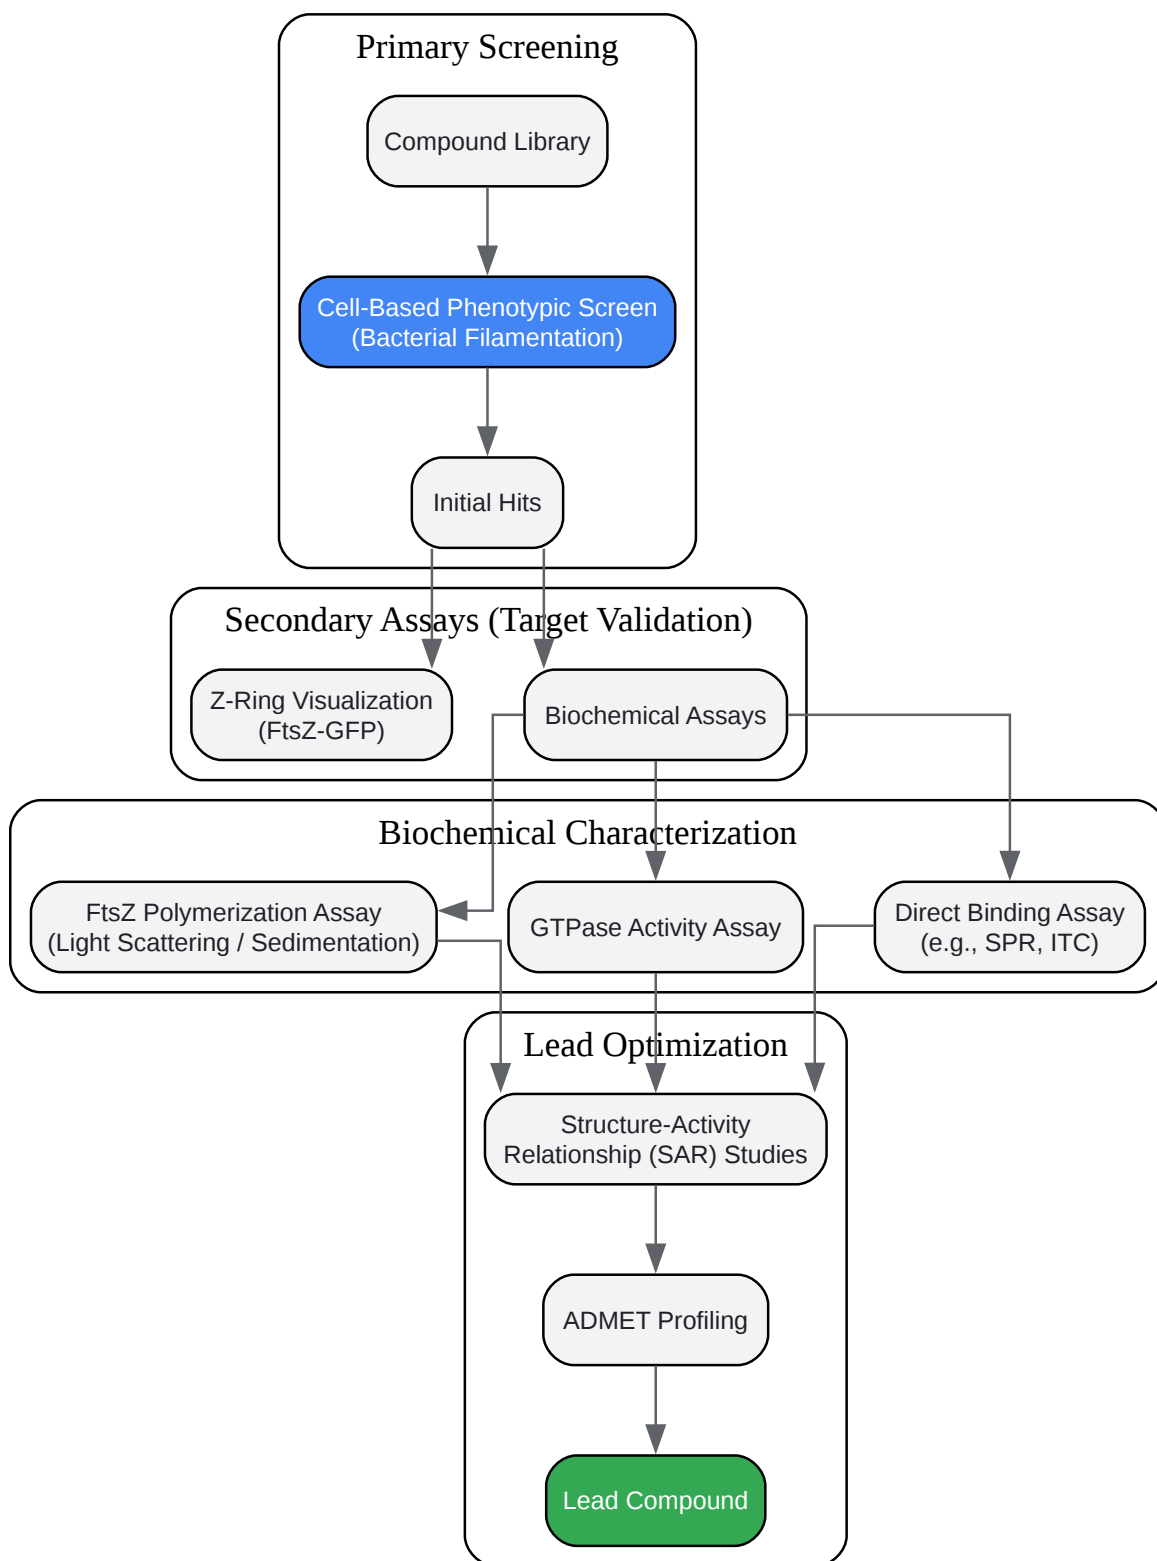 Primary Screening
Compound Library
Cell-Based Phenotypic Screen
(Bacterial Filamentation)
Initial Hits
Secondary Assays (Target Validation)
Z-Ring Visualization
(FtsZ-GFP)
Biochemical Assays
Biochemical Characterization
FtsZ Polymerization Assay
(Light Scattering / Sedimentation)
GTPase Activity Assay
Direct Binding Assay
(e.g., SPR, ITC)
Lead Optimization
Structure-Activity
Relationship (SAR) Studies
ADMET Profiling
Lead Compound